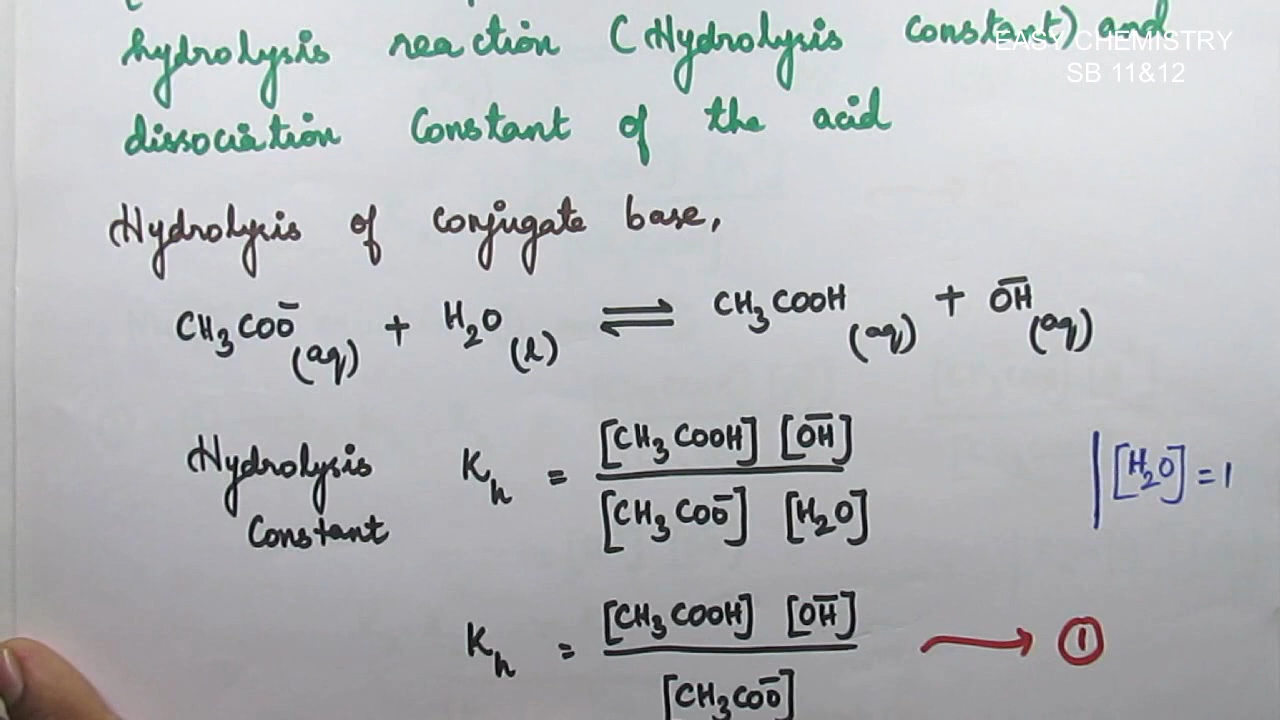 hydrolysis reaction (Hydrolysis constant) and
EASY CHEMISTRY
SB 11&12
dissociation Constant of the acid
Hydrolysis of conjugate base,
CH₃COO⁻(aq) + H₂O(l) ⇌ CH₃COOH(aq) + OH⁻(aq)
Hydrolysis Constant
K_h = [CH₃COOH] [OH⁻] / [CH₃COO⁻] [H₂O]
| [H₂O] = 1
K_h = [CH₃COOH] [OH⁻] / [CH₃COO⁻] ⟶ ①